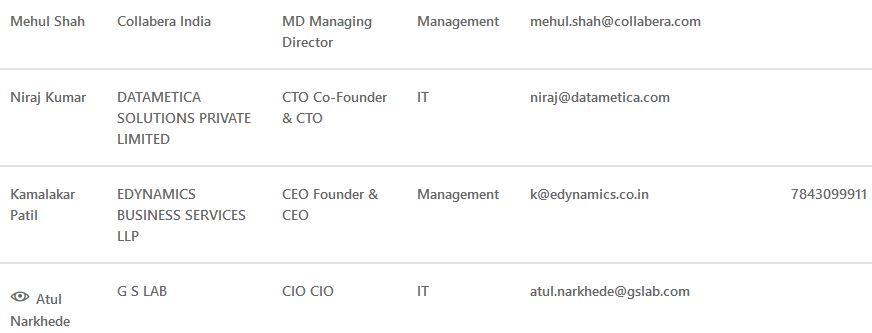 Mehul Shah Collabera India MD Managing Management mehul.shah@collabera.com
Director
Niraj Kumar DATAMETICA CTO Co-Founder IT niraj@datametica.com
SOLUTIONS PRIVATE & CTO
LIMITED
Kamalakar EDYNAMICS CEO Founder & Management k@edynamics.co.in 7843099911
Patil BUSINESS SERVICES CEO
LLP
Atul G S LAB CIO CIO IT atul.narkhede@gslab.com
Narkhede